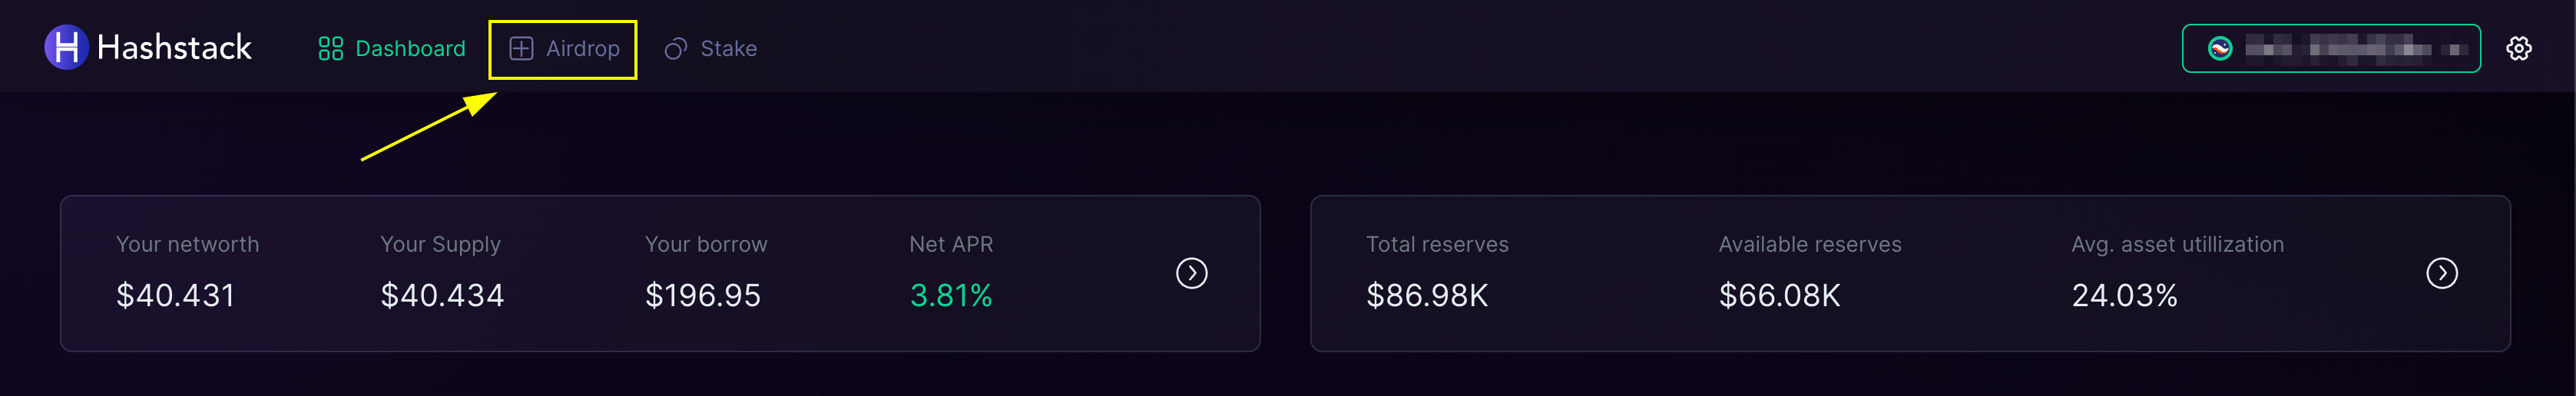 Hashstack Dashboard Airdrop Stake
Your networth Your Supply Your borrow Net APR
$40.431 $40.434 $196.95 3.81%
Total reserves Available reserves Avg. asset utillization
$86.98K $66.08K 24.03%